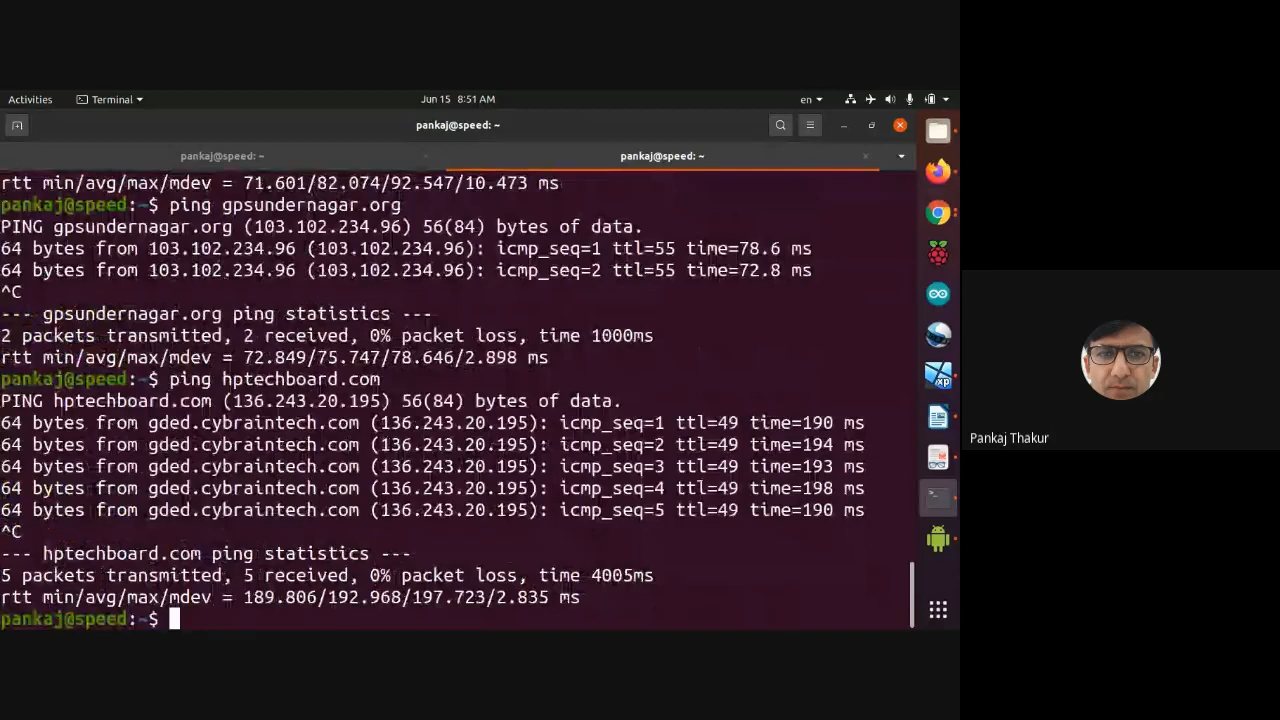 Activities Terminal Jun 15 8:51 AM en
pankaj@speed: ~
pankaj@speed: ~ pankaj@speed: ~
rtt min/avg/max/mdev = 71.601/82.074/92.547/10.473 ms
pankaj@speed:~$ ping gpsundernagar.org
PING gpsundernagar.org (103.102.234.96) 56(84) bytes of data.
64 bytes from 103.102.234.96 (103.102.234.96): icmp_seq=1 ttl=55 time=78.6 ms
64 bytes from 103.102.234.96 (103.102.234.96): icmp_seq=2 ttl=55 time=72.8 ms
^C
--- gpsundernagar.org ping statistics ---
2 packets transmitted, 2 received, 0% packet loss, time 1000ms
rtt min/avg/max/mdev = 72.849/75.747/78.646/2.898 ms
pankaj@speed:~$ ping hptechboard.com
PING hptechboard.com (136.243.20.195) 56(84) bytes of data.
64 bytes from gded.cybraintech.com (136.243.20.195): icmp_seq=1 ttl=49 time=190 ms
64 bytes from gded.cybraintech.com (136.243.20.195): icmp_seq=2 ttl=49 time=194 ms
64 bytes from gded.cybraintech.com (136.243.20.195): icmp_seq=3 ttl=49 time=193 ms
64 bytes from gded.cybraintech.com (136.243.20.195): icmp_seq=4 ttl=49 time=198 ms
64 bytes from gded.cybraintech.com (136.243.20.195): icmp_seq=5 ttl=49 time=190 ms
^C
--- hptechboard.com ping statistics ---
5 packets transmitted, 5 received, 0% packet loss, time 4005ms
rtt min/avg/max/mdev = 189.806/192.968/197.723/2.835 ms
pankaj@speed:~$
xp
Pankaj Thakur